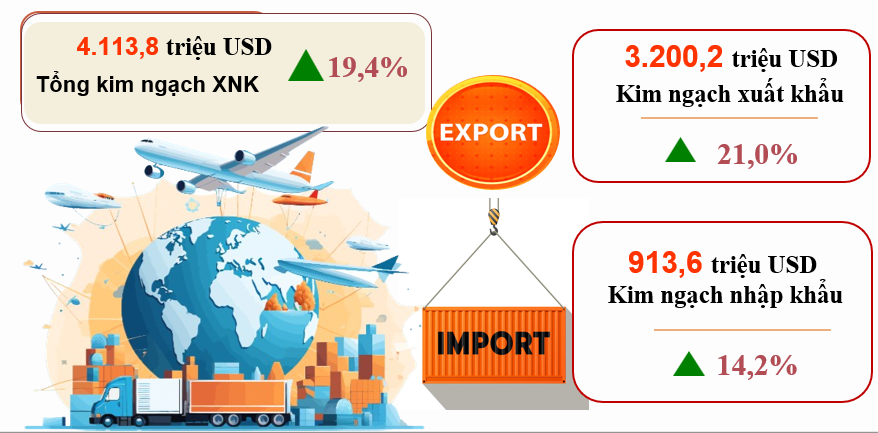 4.113,8 triệu USD
Tổng kim ngạch XNK
19,4%
EXPORT
3.200,2 triệu USD
Kim ngạch xuất khẩu
21,0%
IMPORT
913,6 triệu USD
Kim ngạch nhập khẩu
14,2%